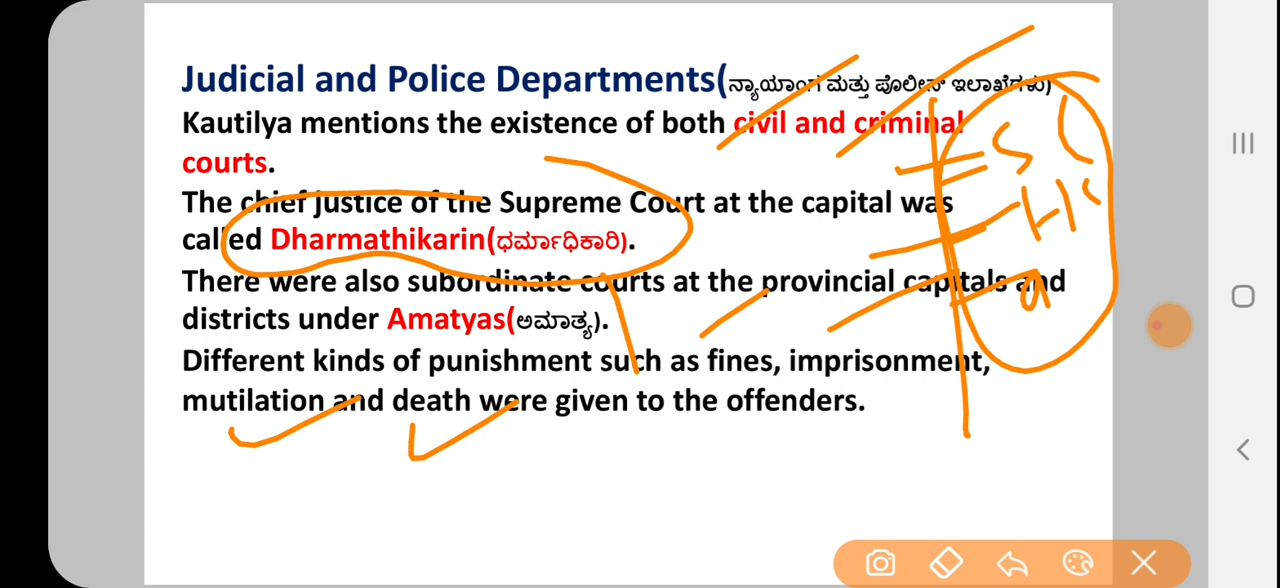 Judicial and Police Departments(ನ್ಯಾಯಾಂಗ ಮತ್ತು ಪೊಲೀಸ್ ಇಲಾಖೆಗಳು)
Kautilya mentions the existence of both civil and criminal
courts.
The chief justice of the Supreme Court at the capital was
called Dharmathikarin(ಧರ್ಮಾಧಿಕಾರಿ).
There were also subordinate courts at the provincial capitals and
districts under Amatyas(ಅಮಾತ್ಯ).
Different kinds of punishment such as fines, imprisonment,
mutilation and death were given to the offenders.
SC
HC